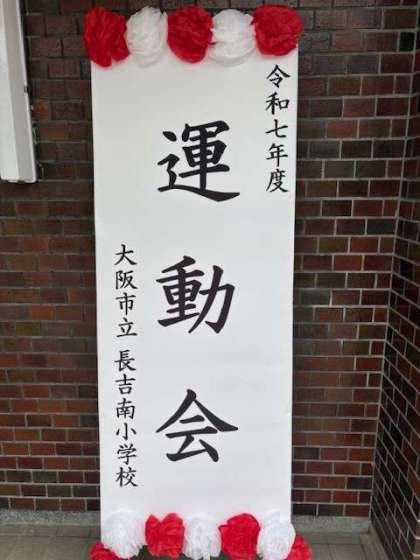 令和七年度
運動会
大阪市立 長吉南小学校